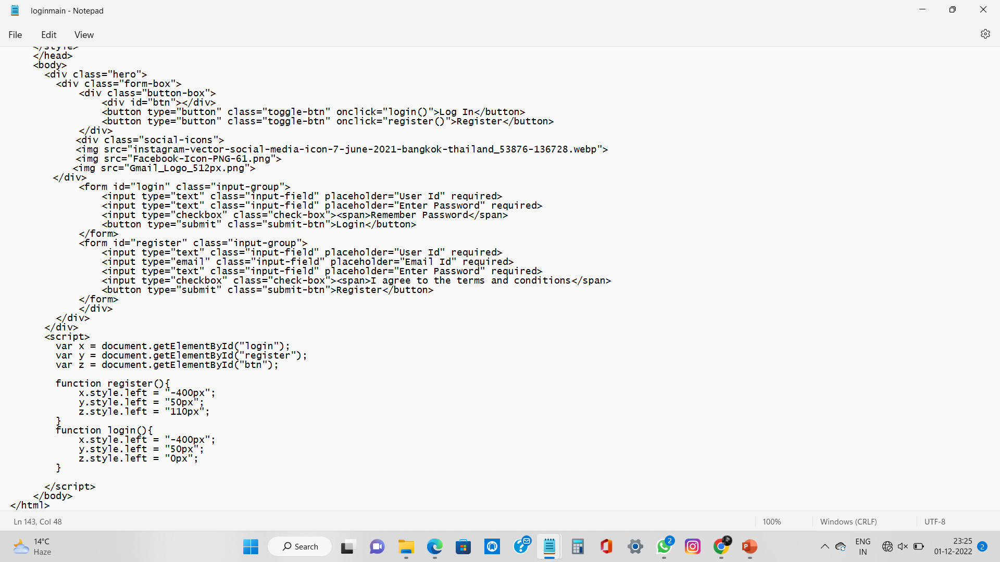 loginmain - Notepad
File Edit View
</style>
</head>
<body>
<div class="hero">
<div class="form-box">
<div class="button-box">
<div id="btn"></div>
<button type="button" class="toggle-btn" onclick="login()">Log In</button>
<button type="button" class="toggle-btn" onclick="register()">Register</button>
</div>
<div class="social-icons">
<img src="instagram-vector-social-media-icon-7-june-2021-bangkok-thailand_53876-136728.webp">
<img src="Facebook-Icon-PNG-61.png">
<img src="Gmail_Logo_512px.png">
</div>
<form id="login" class="input-group">
<input type="text" class="input-field" placeholder="User Id" required>
<input type="text" class="input-field" placeholder="Enter Password" required>
<input type="checkbox" class="check-box"><span>Remember Password</span>
<button type="submit" class="submit-btn">Login</button>
</form>
<form id="register" class="input-group">
<input type="text" class="input-field" placeholder="User Id" required>
<input type="email" class="input-field" placeholder="Email Id" required>
<input type="text" class="input-field" placeholder="Enter Password" required>
<input type="checkbox" class="check-box"><span>I agree to the terms and conditions</span>
<button type="submit" class="submit-btn">Register</button>
</form>
</div>
</div>
</div>
<script>
var x = document.getElementById("login");
var y = document.getElementById("register");
var z = document.getElementById("btn");
function register(){
x.style.left = "-400px";
y.style.left = "50px";
z.style.left = "110px";
}
function login(){
x.style.left = "-400px";
y.style.left = "50px";
z.style.left = "0px";
}
</script>
</body>
</html>
Ln 143, Col 48 100% Windows (CRLF) UTF-8
14°C
Haze
Search
2
P
ENG
IN
23:25
01-12-2022
2